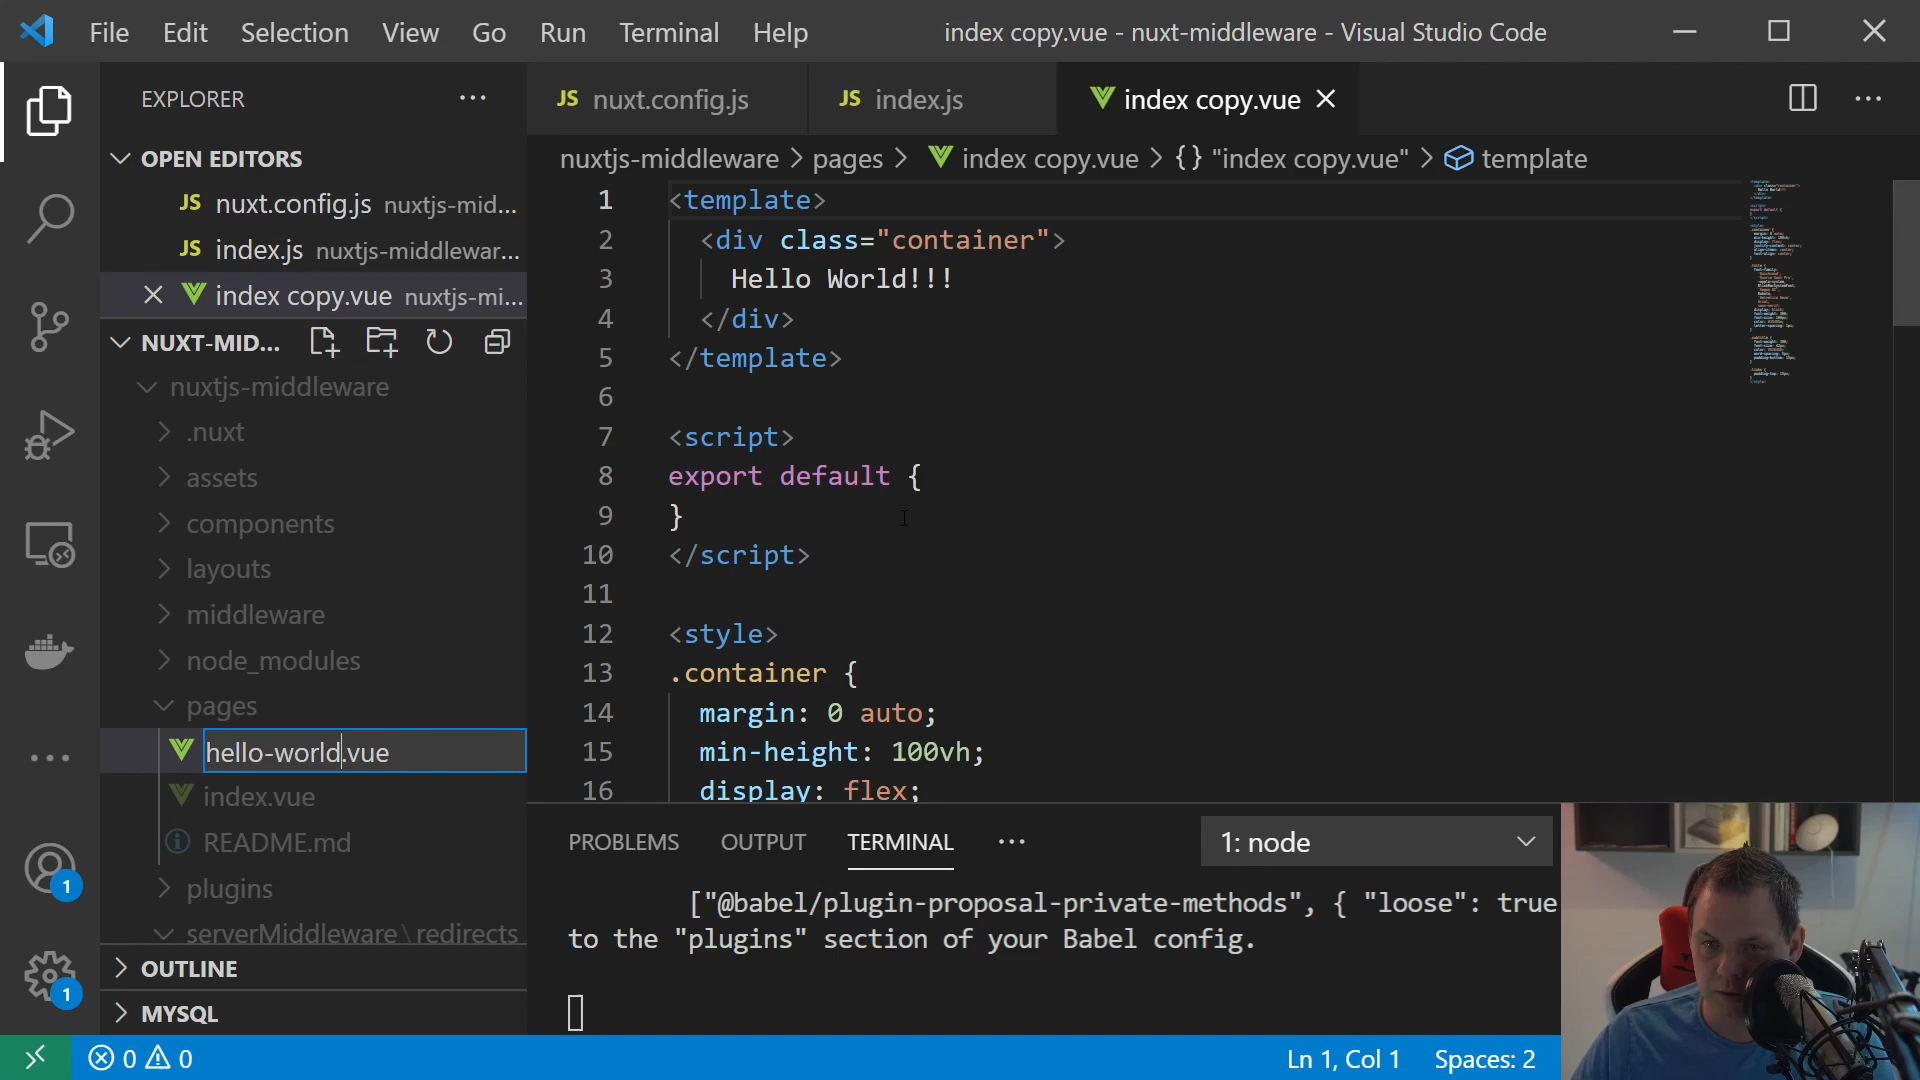 File Edit Selection View Go Run Terminal Help
index copy.vue - nuxt-middleware - Visual Studio Code
EXPLORER
OPEN EDITORS
JS nuxt.config.js nuxtjs-mid...
JS index.js nuxtjs-middlewar...
index copy.vue nuxtjs-mi...
NUXT-MID...
nuxtjs-middleware
.nuxt
assets
components
layouts
middleware
node_modules
pages
hello-world.vue
index.vue
README.md
plugins
serverMiddleware\redirects
OUTLINE
MYSQL
1
1
JS nuxt.config.js
JS index.js
index copy.vue
nuxtjs-middleware > pages > index copy.vue > {} "index copy.vue" > template
1 <template>
2 <div class="container">
3 Hello World!!!
4 </div>
5 </template>
6
7 <script>
8 export default {
9 }
10 </script>
11
12 <style>
13 .container {
14 margin: 0 auto;
15 min-height: 100vh;
16 display: flex;
PROBLEMS OUTPUT TERMINAL
1: node
["@babel/plugin-proposal-private-methods", { "loose": true
to the "plugins" section of your Babel config.
0 0
Ln 1, Col 1 Spaces: 2